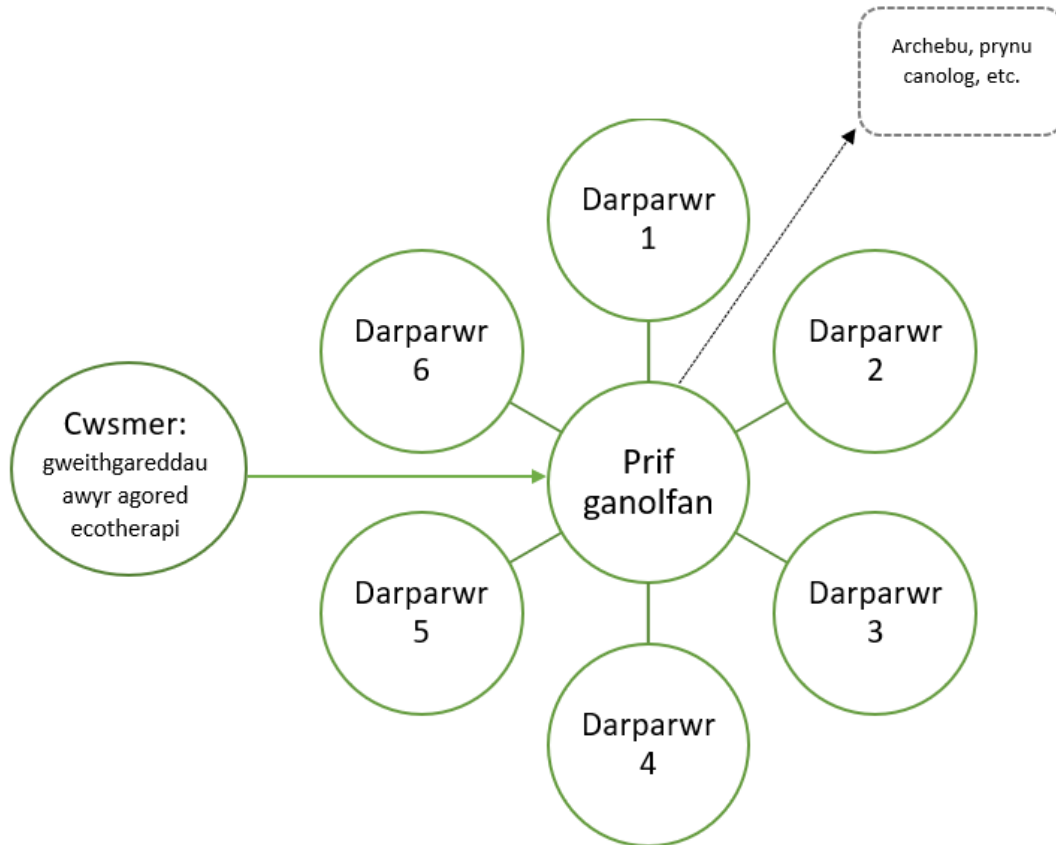 Archebu, prynu
canolog, etc.
Darparwr
1
Darparwr
6
Darparwr
2
Cwsmer:
gweithgareddau
awyr agored
ecotherapi
Prif
ganolfan
Darparwr
5
Darparwr
3
Darparwr
4